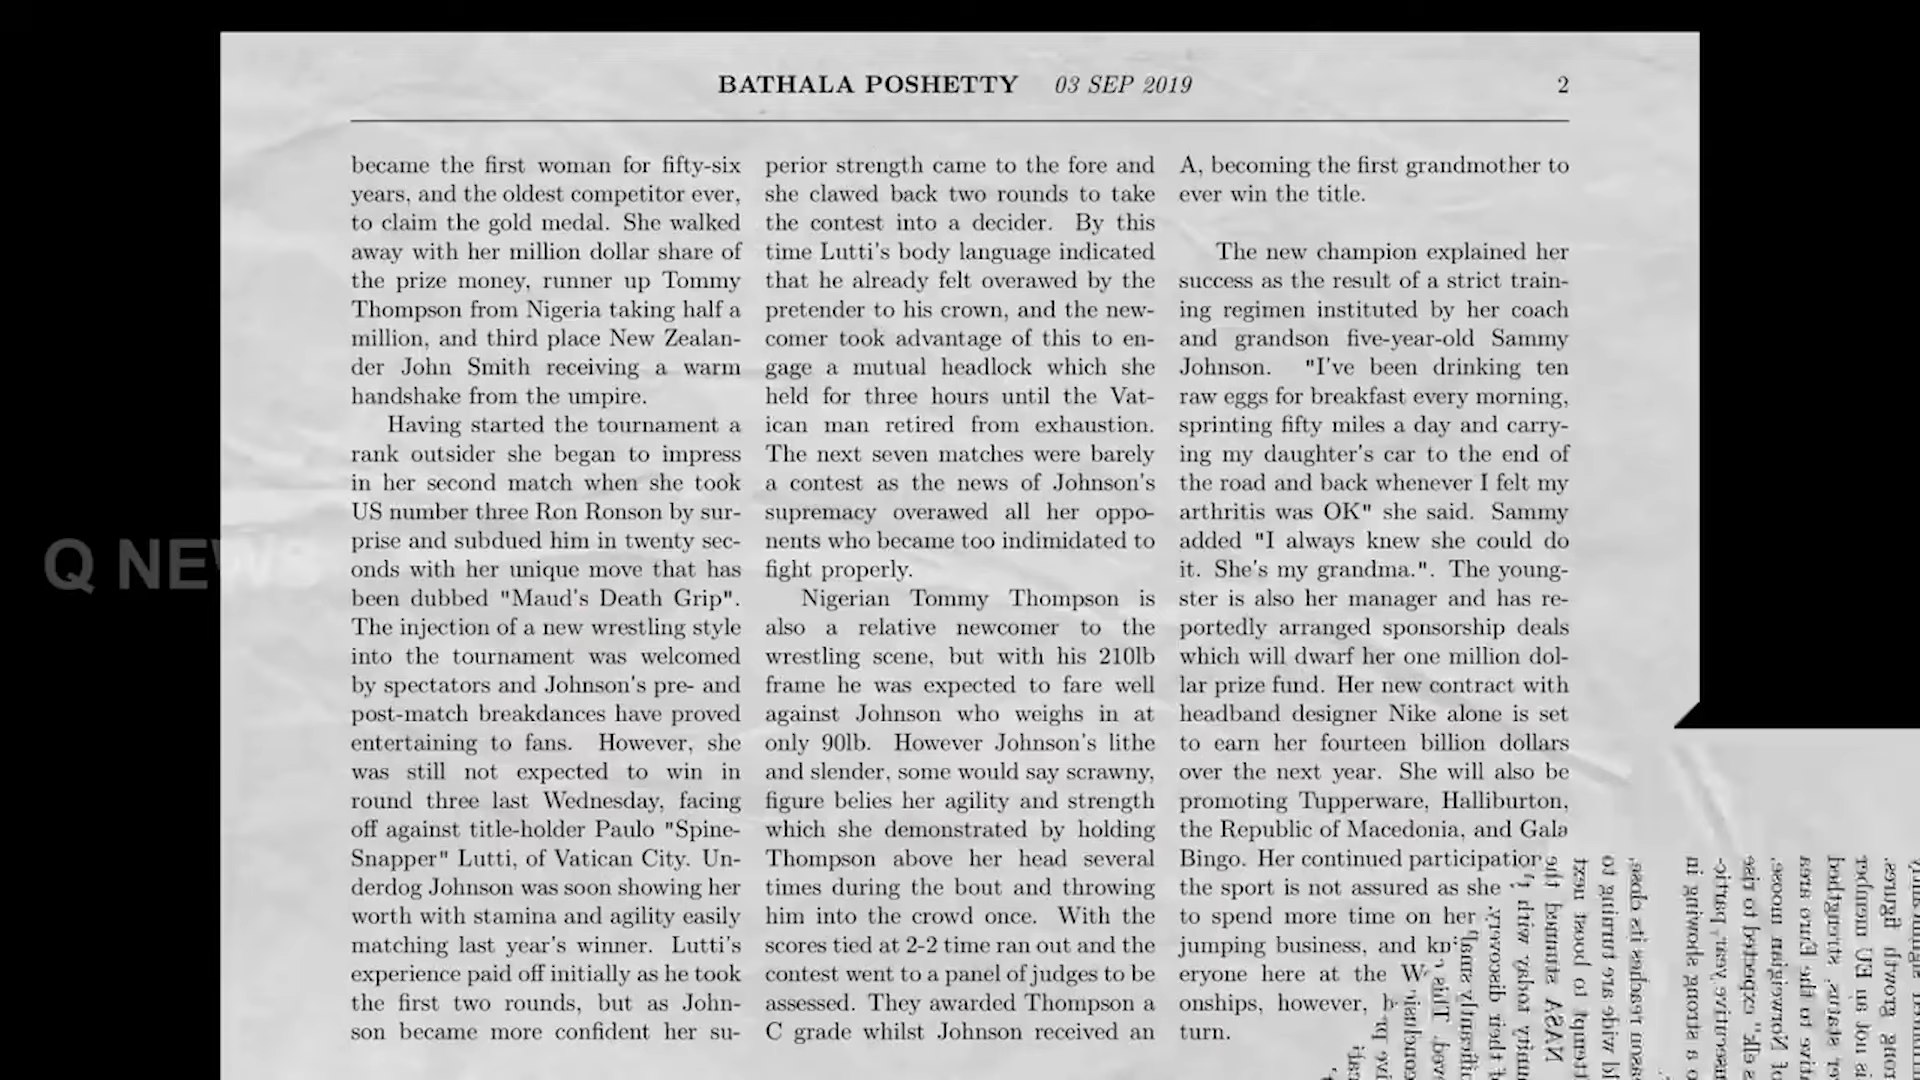 BATHALA POSHETTY 03 SEP 2019 2
became the first woman for fifty-six
years, and the oldest competitor ever,
to claim the gold medal. She walked
away with her million dollar share of
the prize money, runner up Tommy
Thompson from Nigeria taking half a
million, and third place New Zealan-
der John Smith receiving a warm
handshake from the umpire.
Having started the tournament a
rank outsider she began to impress
in her second match when she took
US number three Ron Ronson by sur-
prise and subdued him in twenty sec-
onds with her unique move that has
been dubbed "Maud's Death Grip".
The injection of a new wrestling style
into the tournament was welcomed
by spectators and Johnson's pre- and
post-match breakdances have proved
entertaining to fans. However, she
was still not expected to win in
round three last Wednesday, facing
off against title-holder Paulo "Spine-
Snapper" Lutti, of Vatican City. Un-
derdog Johnson was soon showing her
worth with stamina and agility easily
matching last year's winner. Lutti's
experience paid off initially as he took
the first two rounds, but as John-
son became more confident her su-
perior strength came to the fore and
she clawed back two rounds to take
the contest into a decider. By this
time Lutti's body language indicated
that he already felt overawed by the
pretender to his crown, and the new-
comer took advantage of this to en-
gage a mutual headlock which she
held for three hours until the Vat-
ican man retired from exhaustion.
The next seven matches were barely
a contest as the news of Johnson's
supremacy overawed all her oppo-
nents who became too indimidated to
fight properly.
Nigerian Tommy Thompson is
also a relative newcomer to the
wrestling scene, but with his 210lb
frame he was expected to fare well
against Johnson who weighs in at
only 90lb. However Johnson's lithe
and slender, some would say scrawny,
figure belies her agility and strength
which she demonstrated by holding
Thompson above her head several
times during the bout and throwing
him into the crowd once. With the
scores tied at 2-2 time ran out and the
contest went to a panel of judges to be
assessed. They awarded Thompson a
C grade whilst Johnson received an
A, becoming the first grandmother to
ever win the title.
The new champion explained her
success as the result of a strict train-
ing regimen instituted by her coach
and grandson five-year-old Sammy
Johnson. "I've been drinking ten
raw eggs for breakfast every morning,
sprinting fifty miles a day and carry-
ing my daughter's car to the end of
the road and back whenever I felt my
arthritis was OK" she said. Sammy
added "I always knew she could do
it. She's my grandma.". The young-
ster is also her manager and has re-
portedly arranged sponsorship deals
which will dwarf her one million dol-
lar prize fund. Her new contract with
headband designer Nike alone is set
to earn her fourteen billion dollars
over the next year. She will also be
promoting Tupperware, Halliburton,
the Republic of Macedonia, and Gala
Bingo. Her continued participation
the sport is not assured as she
to spend more time on her
jumping business, and
eryone here at the
onships, however,
turn.
Q NEWS